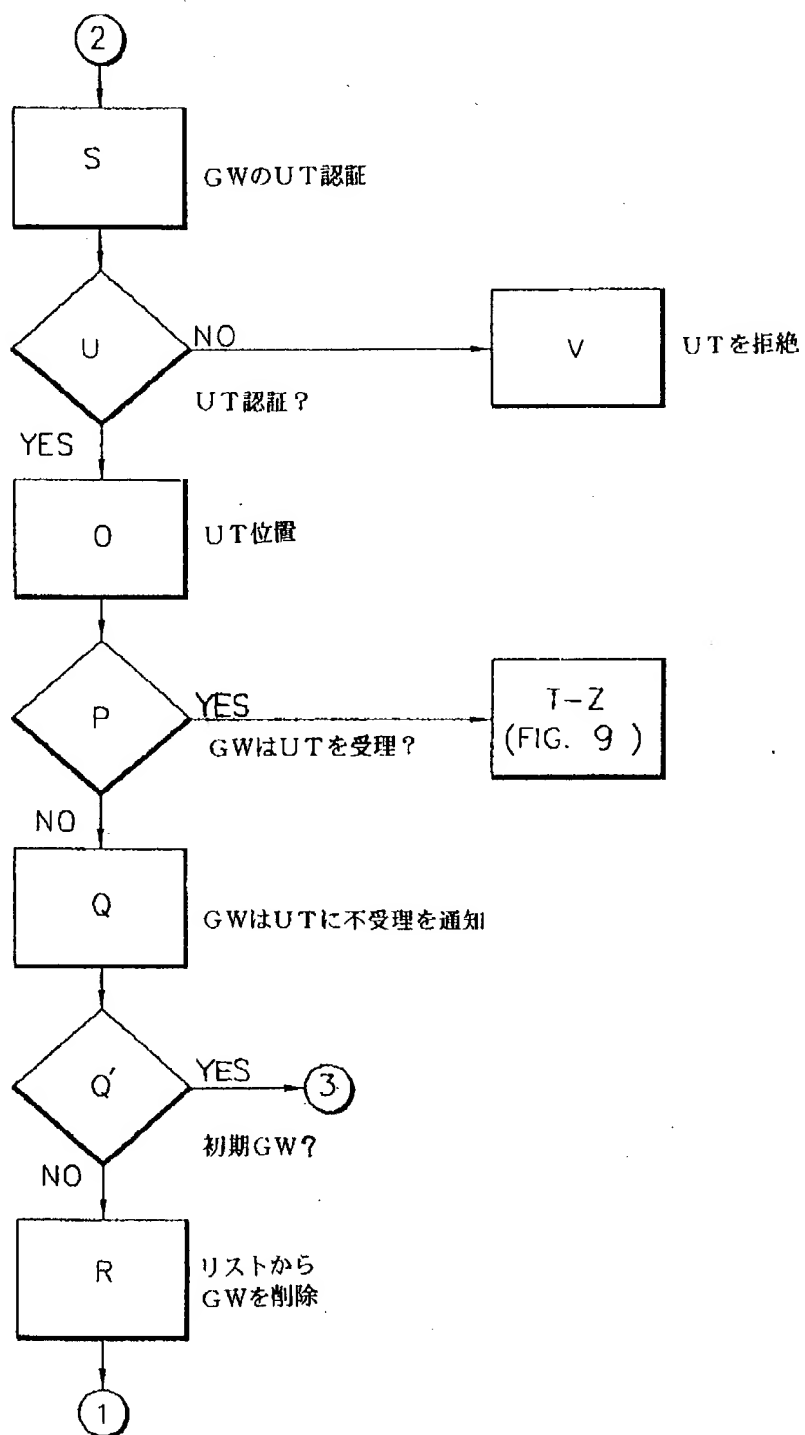 2
S
GWのUT認証
U
NO
UT認証?
V
UTを拒絶
YES
O
UT位置
P
YES
GWはUTを受理?
T-Z
(FIG. 9 )
NO
Q
GWはUTに不受理を通知
Q'
YES
3
初期GW?
NO
R
リストから
GWを削除
1